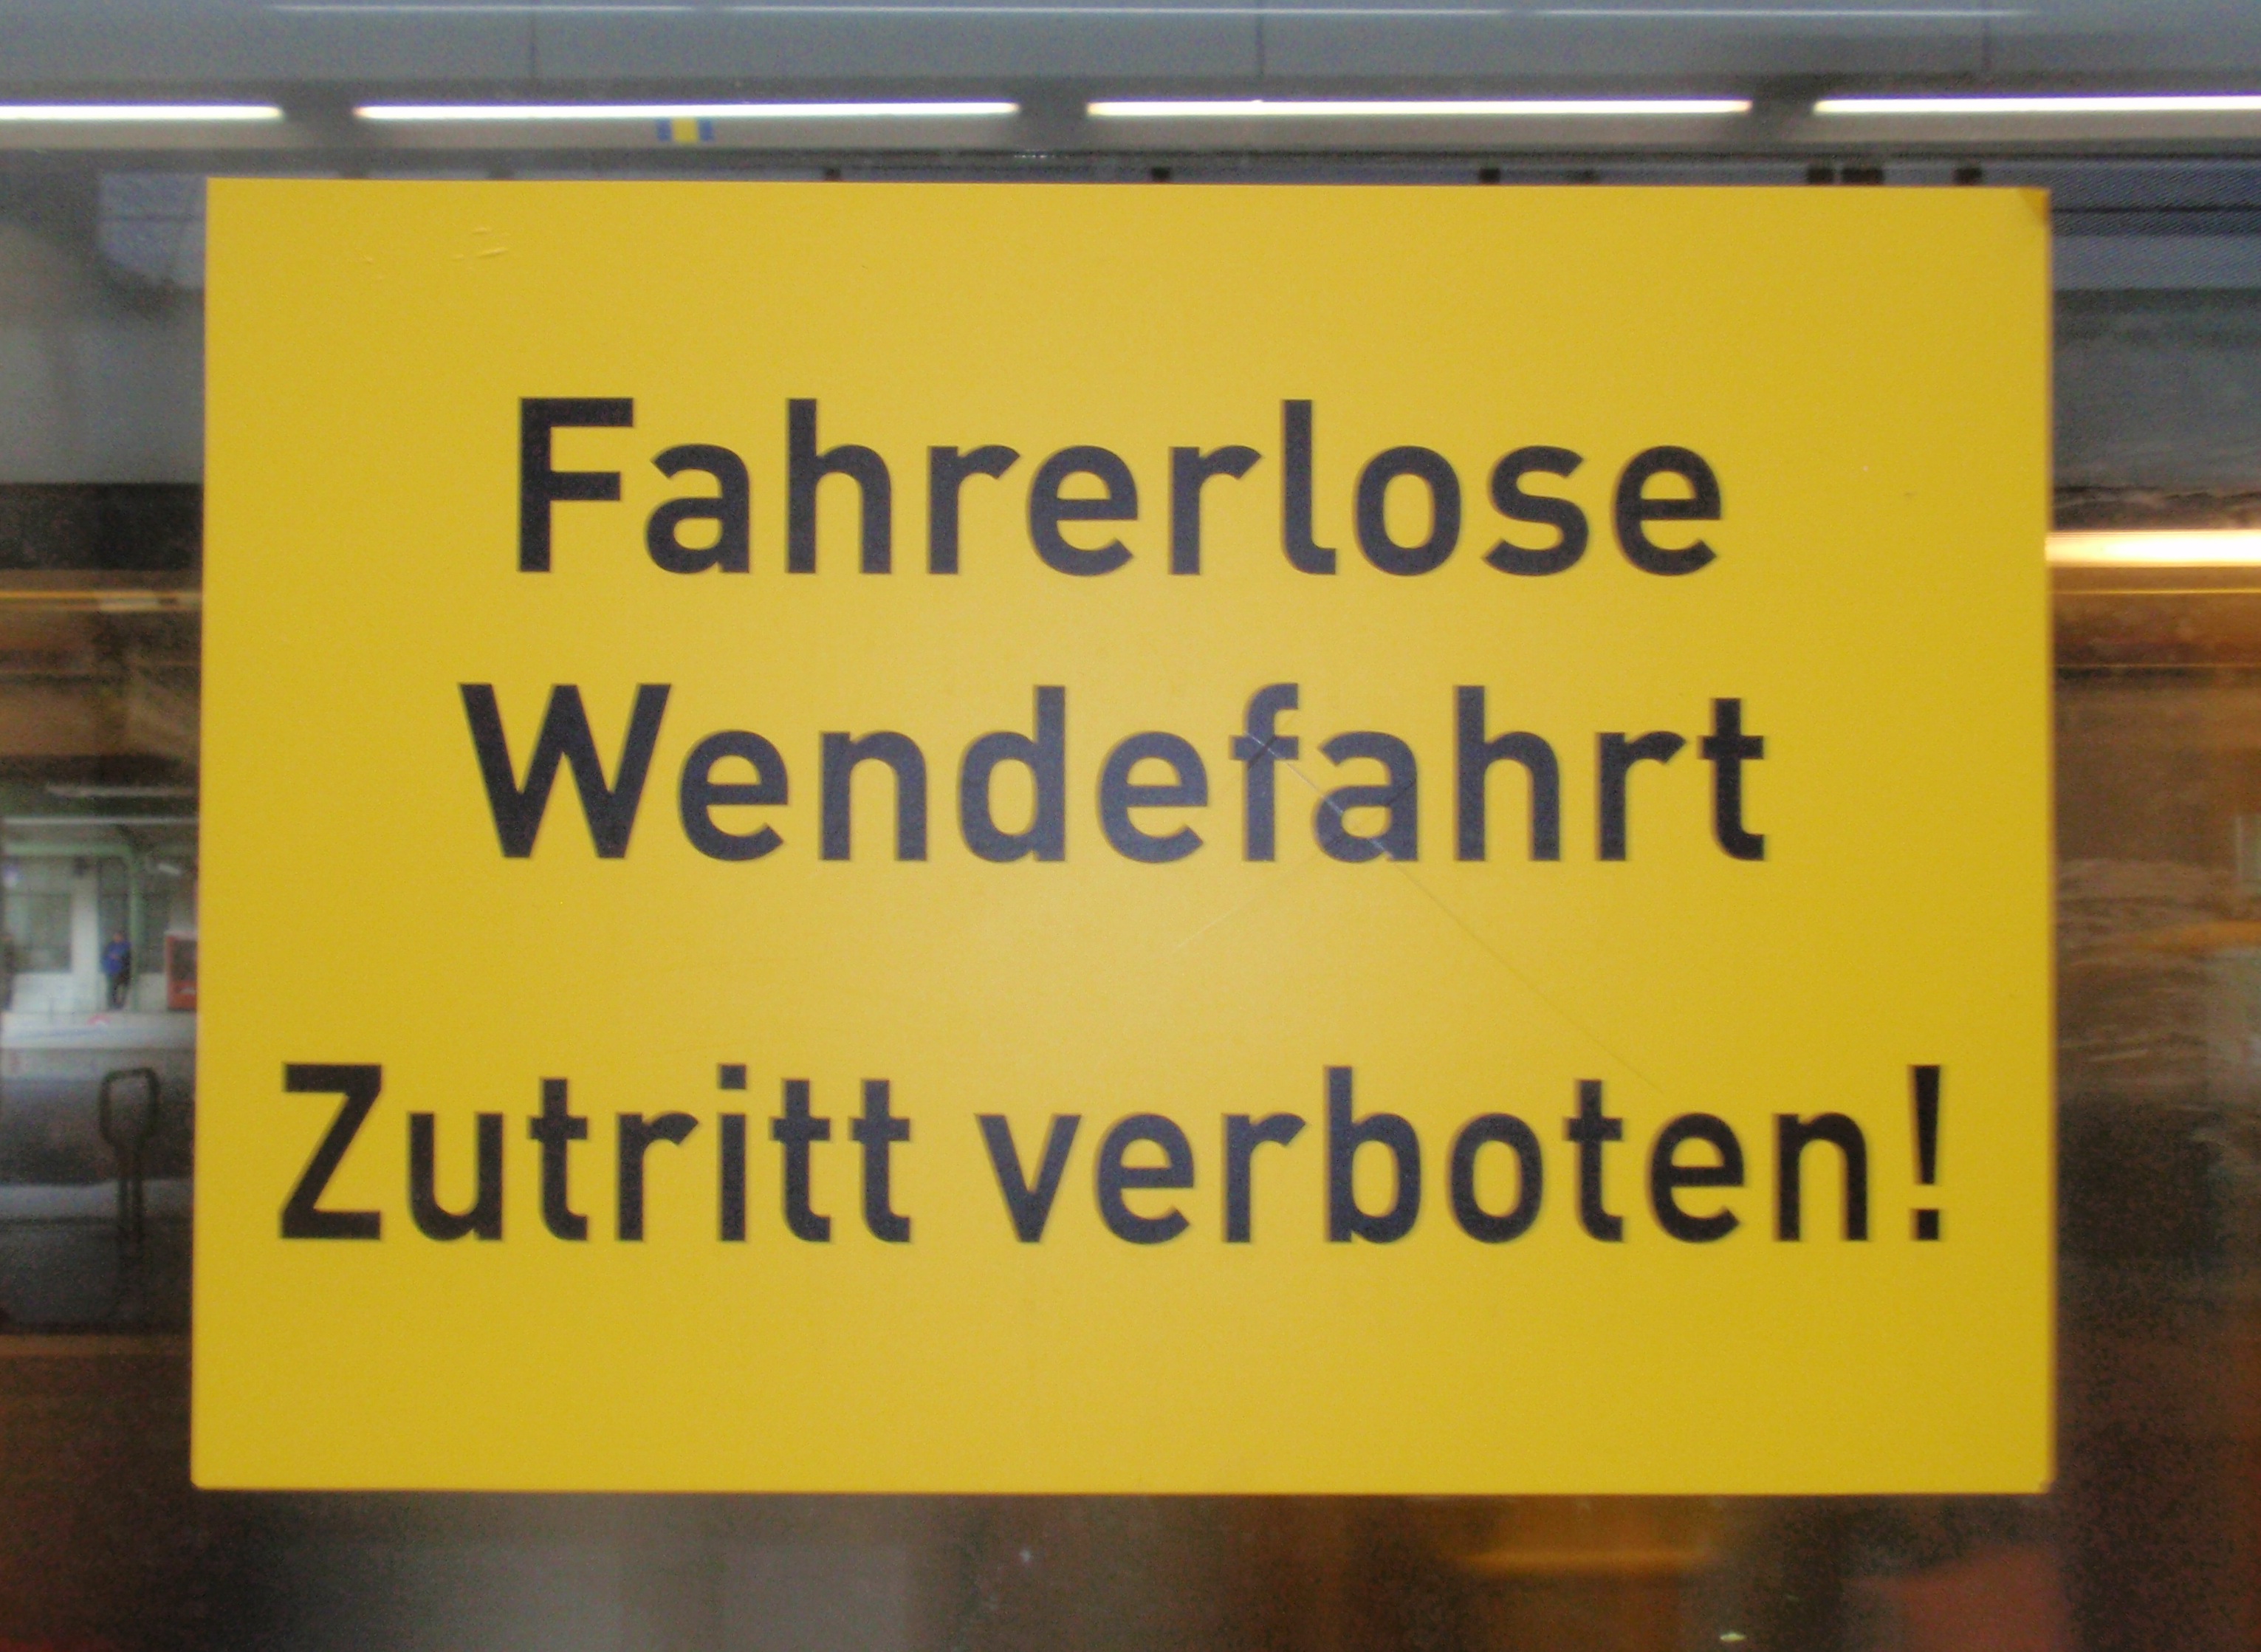 Fahrerlose
Wendefahrt
Zutritt verboten!